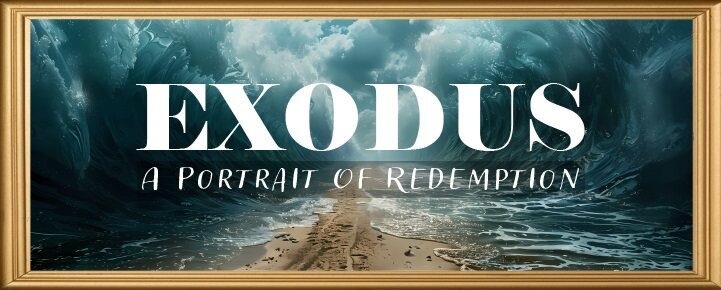 EXODUS
A PORTRAIT OF REDEMPTION